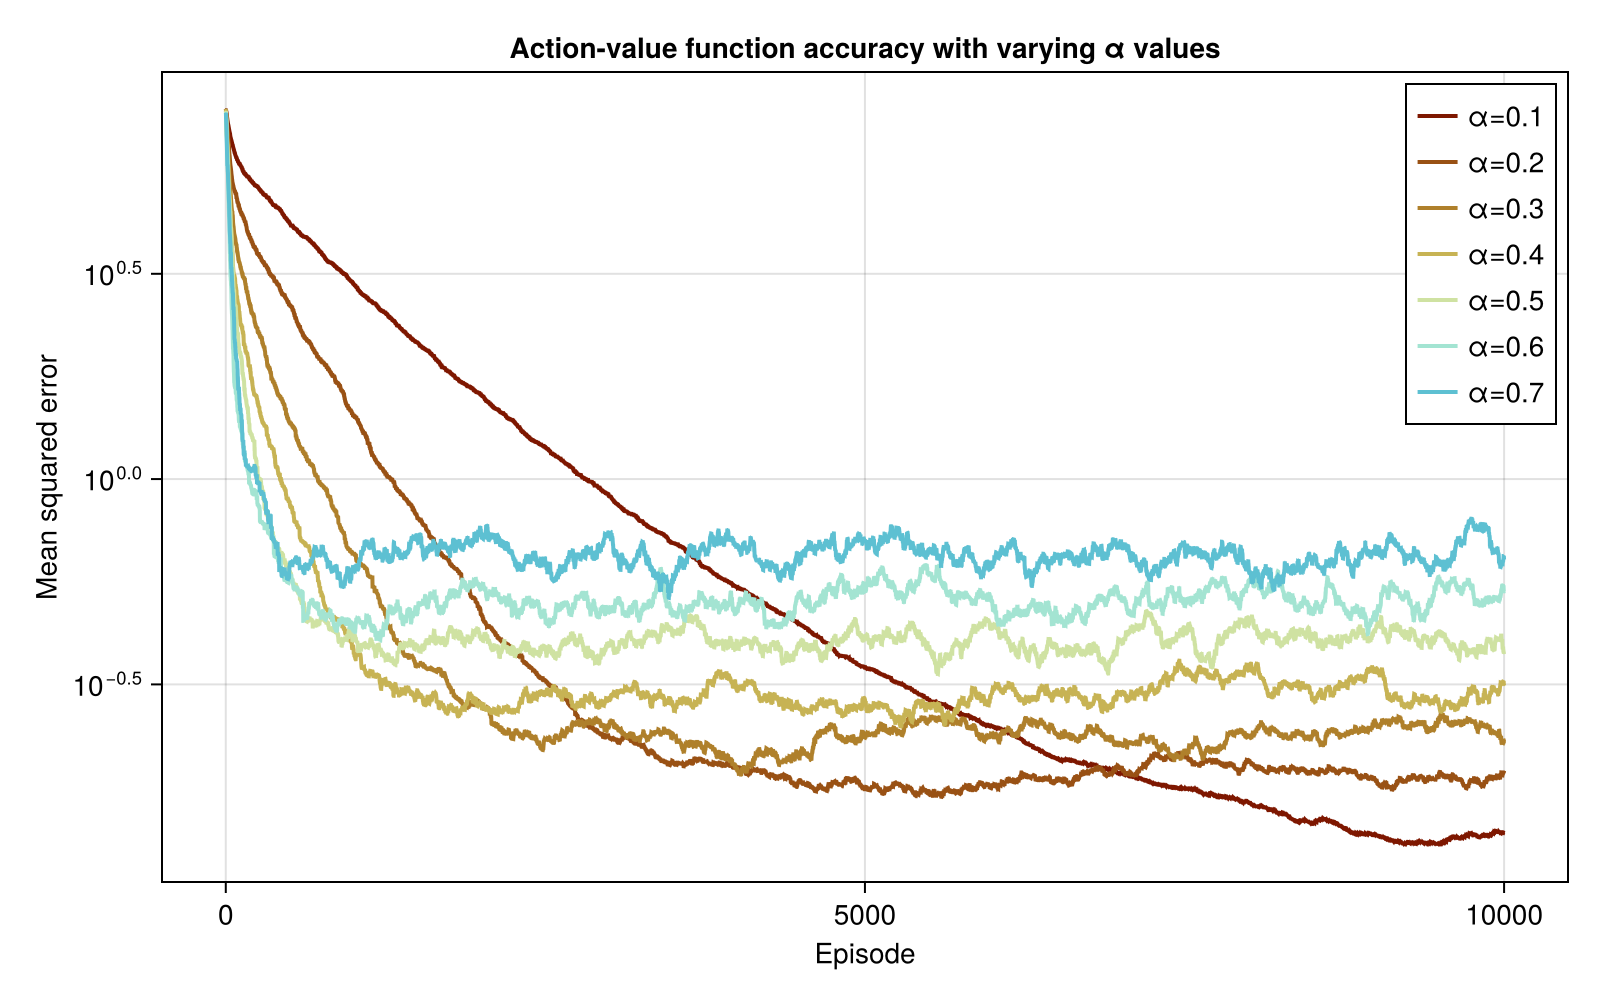 Action-value function accuracy with varying α values
α=0.1
α=0.2
α=0.3
α=0.4
α=0.5
α=0.6
α=0.7
10^0.5
10^0.0
10^−0.5
Mean squared error
0
5000
10000
Episode